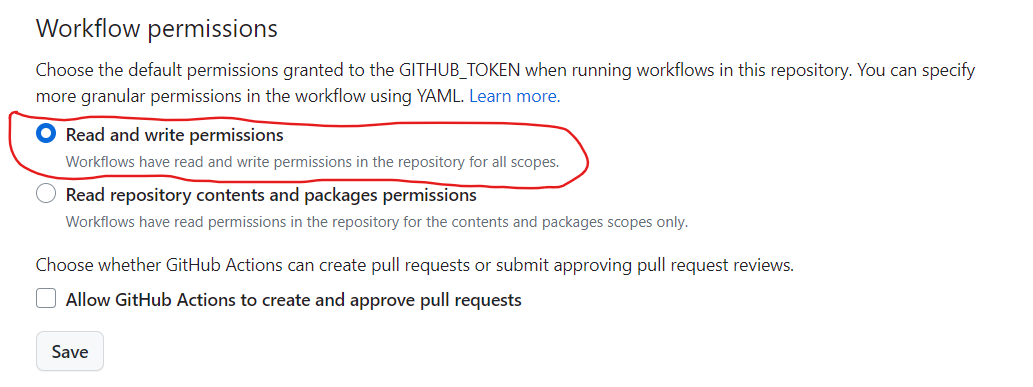 Workflow permissions
Choose the default permissions granted to the GITHUB_TOKEN when running workflows in this repository. You can specify
more granular permissions in the workflow using YAML. Learn more.
Read and write permissions
Workflows have read and write permissions in the repository for all scopes.
Read repository contents and packages permissions
Workflows have read permissions in the repository for the contents and packages scopes only.
Choose whether GitHub Actions can create pull requests or submit approving pull request reviews.
Allow GitHub Actions to create and approve pull requests
Save